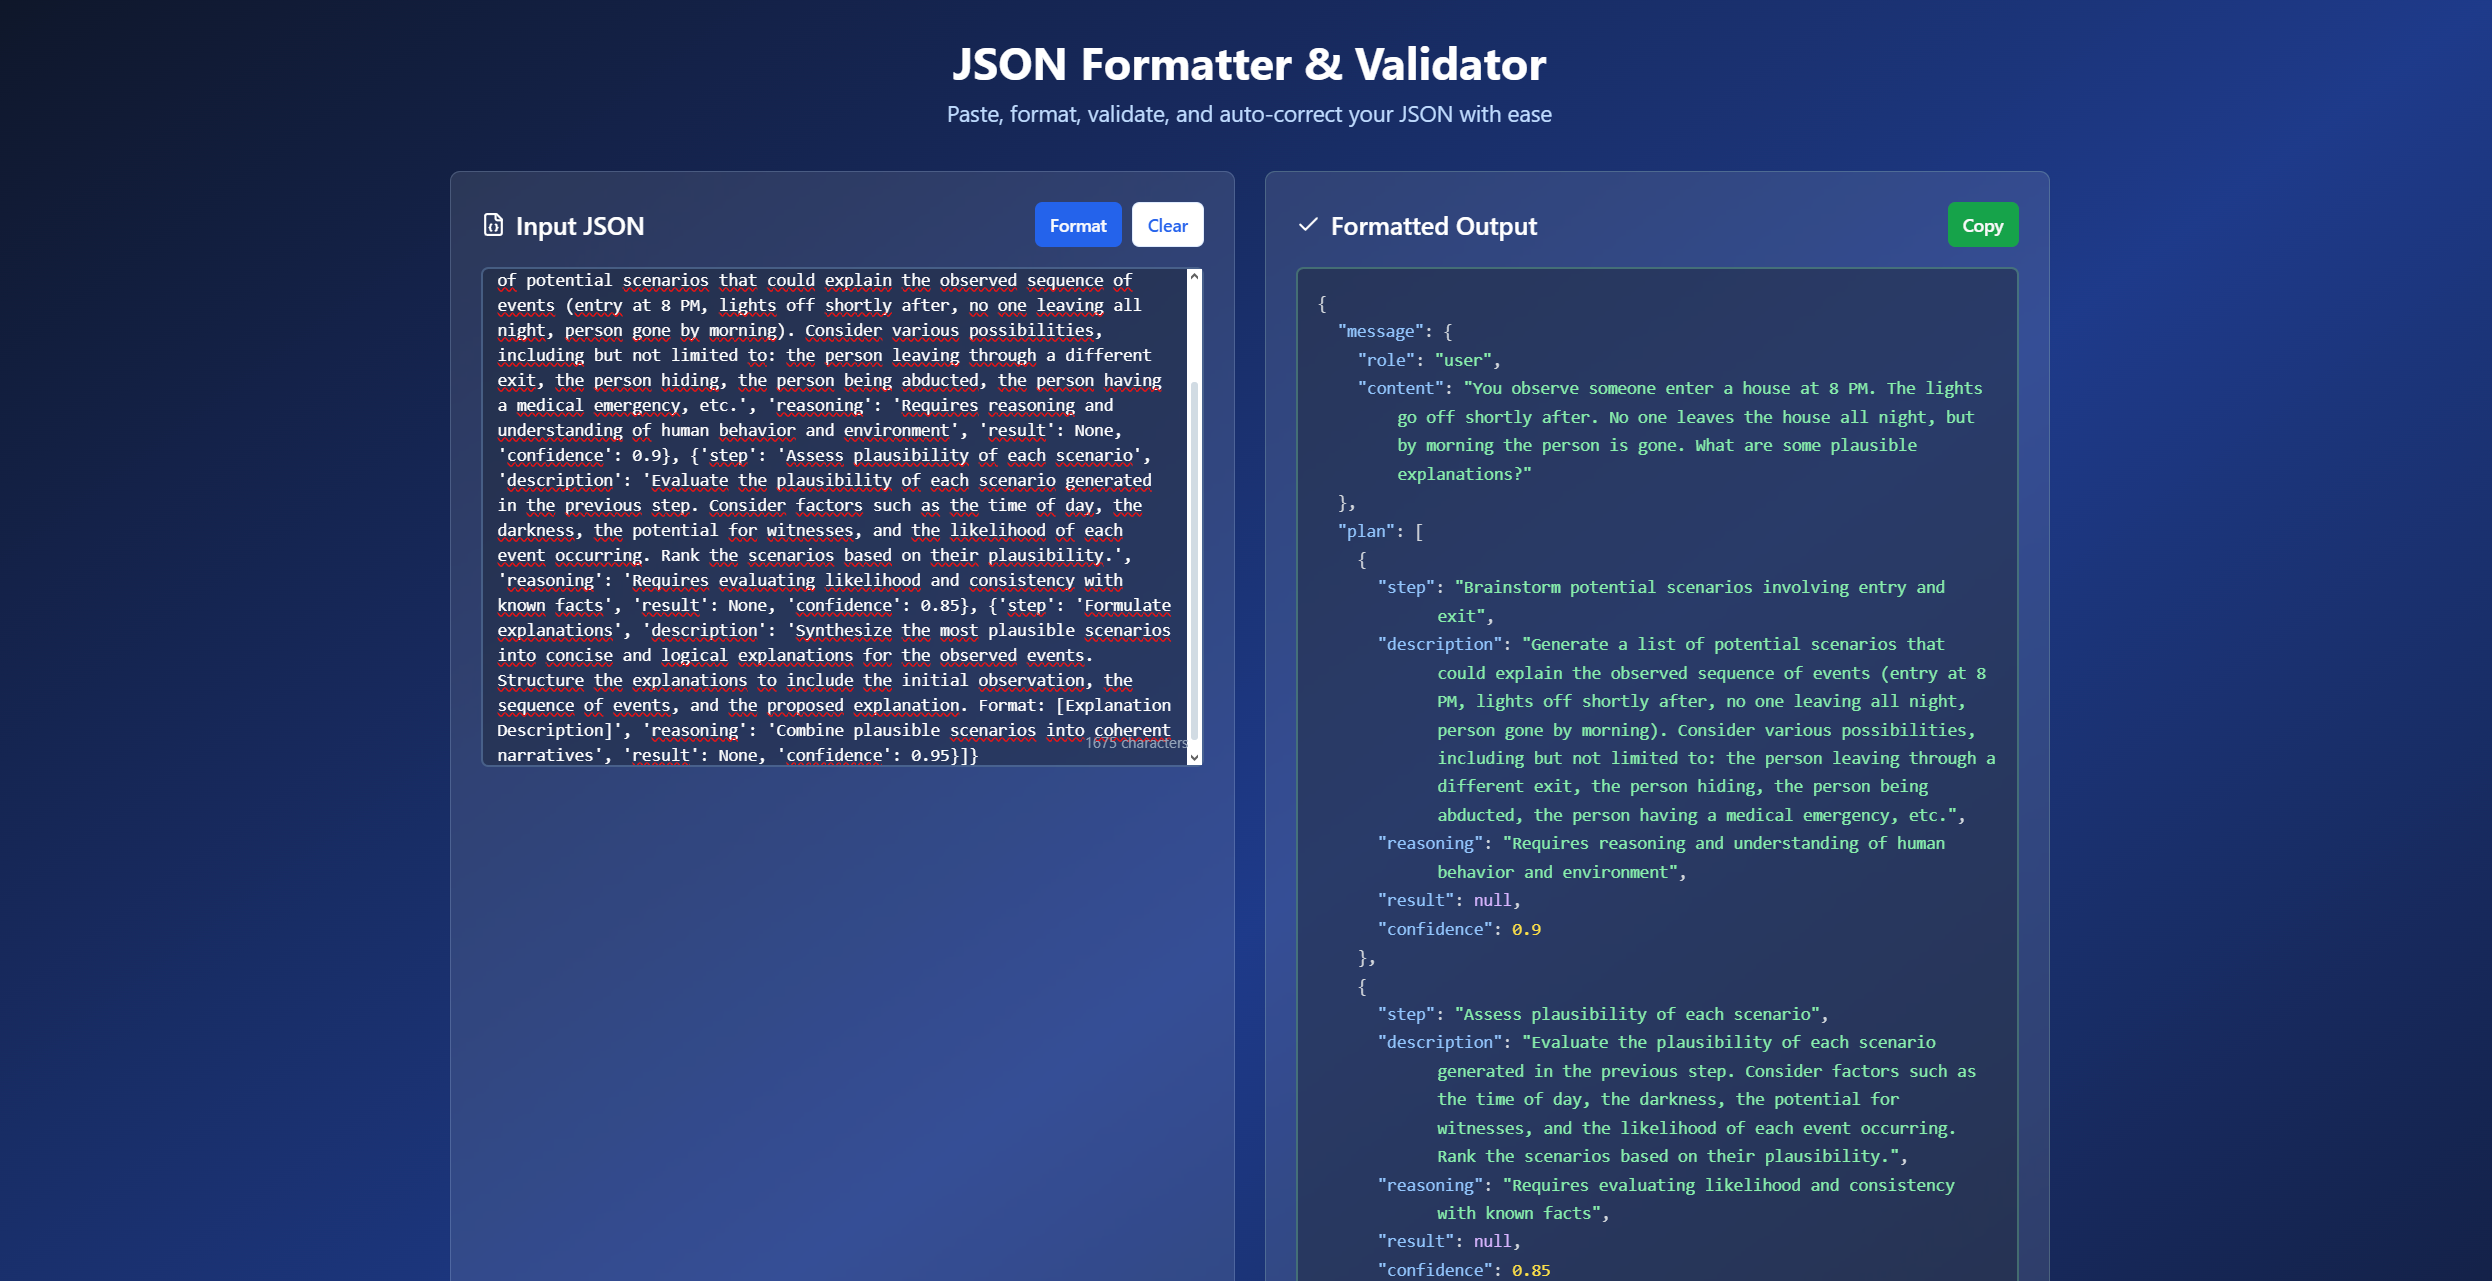 JSON Formatter & Validator
Paste, format, validate, and auto-correct your JSON with ease
Input JSON
Format
Clear
of potential scenarios that could explain the observed sequence of
events (entry at 8 PM, lights off shortly after, no one leaving all
night, person gone by morning). Consider various possibilities,
including but not limited to: the person leaving through a different
exit, the person hiding, the person being abducted, the person having
a medical emergency, etc.', 'reasoning': 'Requires reasoning and
understanding of human behavior and environment', 'result': None,
'confidence': 0.9}, {'step': 'Assess plausibility of each scenario',
'description': 'Evaluate the plausibility of each scenario generated
in the previous step. Consider factors such as the time of day, the
darkness, the potential for witnesses, and the likelihood of each
event occurring. Rank the scenarios based on their plausibility.',
'reasoning': 'Requires evaluating likelihood and consistency with
known facts', 'result': None, 'confidence': 0.85}, {'step': 'Formulate
explanations', 'description': 'Synthesize the most plausible scenarios
into concise and logical explanations for the observed events.
Structure the explanations to include the initial observation, the
sequence of events, and the proposed explanation. Format: [Explanation
Description]', 'reasoning': 'Combine plausible scenarios into coherent
narratives', 'result': None, 'confidence': 0.95}]}
1675 characters
Formatted Output
Copy
{
"message": {
"role": "user",
"content": "You observe someone enter a house at 8 PM. The lights
go off shortly after. No one leaves the house all night, but
by morning the person is gone. What are some plausible
explanations?"
},
"plan": [
{
"step": "Brainstorm potential scenarios involving entry and
exit",
"description": "Generate a list of potential scenarios that
could explain the observed sequence of events (entry at 8
PM, lights off shortly after, no one leaving all night,
person gone by morning). Consider various possibilities,
including but not limited to: the person leaving through a
different exit, the person hiding, the person being
abducted, the person having a medical emergency, etc.",
"reasoning": "Requires reasoning and understanding of human
behavior and environment",
"result": null,
"confidence": 0.9
},
{
"step": "Assess plausibility of each scenario",
"description": "Evaluate the plausibility of each scenario
generated in the previous step. Consider factors such as
the time of day, the darkness, the potential for
witnesses, and the likelihood of each event occurring.
Rank the scenarios based on their plausibility.",
"reasoning": "Requires evaluating likelihood and consistency
with known facts",
"result": null,
"confidence": 0.85